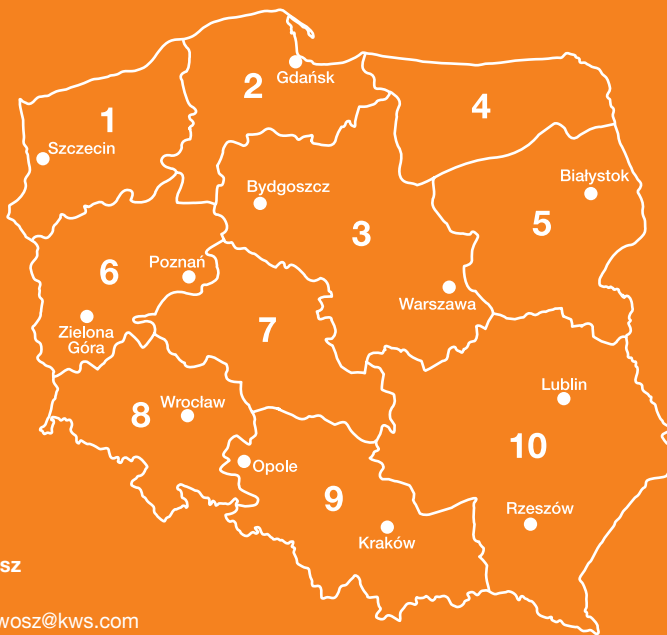 2
Gdańsk
1
4
Szczecin
Białystok
Bydgoszcz
5
3
Poznań
6
Warszawa
Zielona
Góra
7
Lublin
Wrocław
8
10
Opole
9
Rzeszów
Kraków
sz
wosz@kws.com